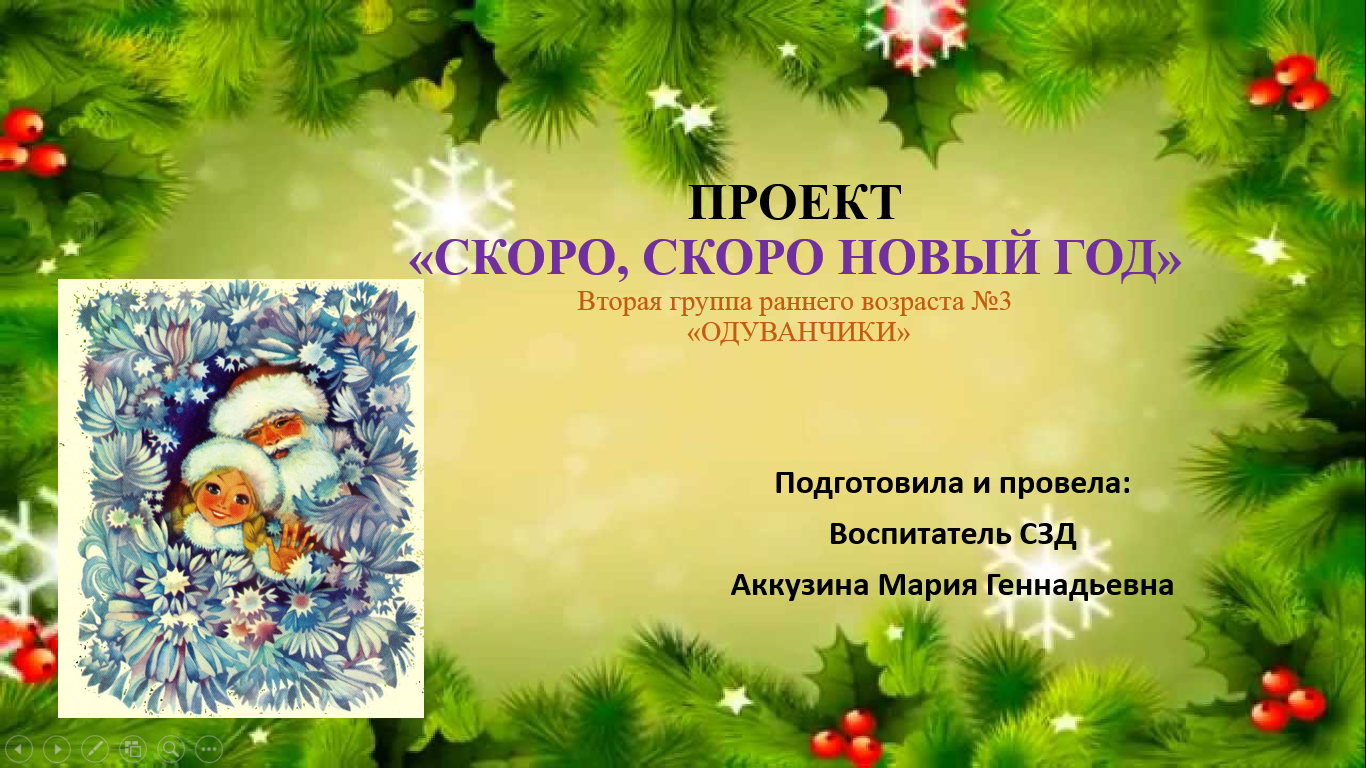 ПРОЕКТ
«СКОРО, СКОРО НОВЫЙ ГОД»
Вторая группа раннего возраста №3
«ОДУВАНЧИКИ»
Подготовила и провела:
Воспитатель СЗД
Аккузина Мария Геннадьевна